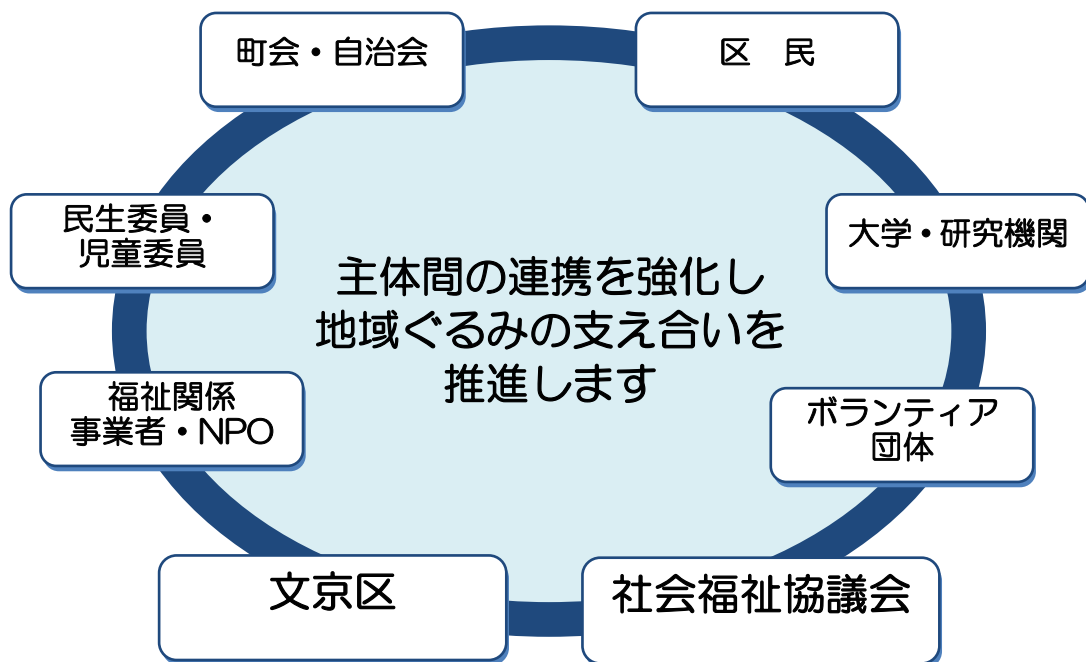 町会・自治会
区　民
民生委員・
児童委員
大学・研究機関
主体間の連携を強化し
地域ぐるみの支え合いを
推進します
福祉関係
事業者・NPO
ボランティア
団体
文京区
社会福祉協議会